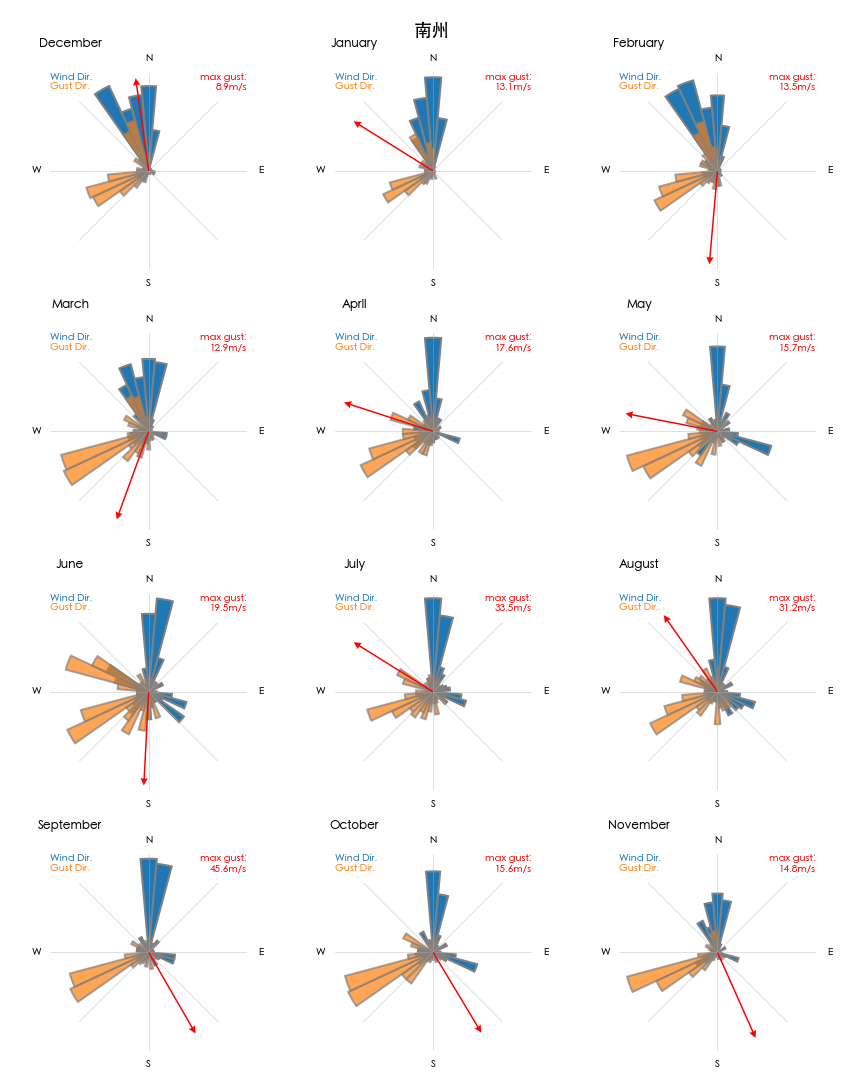 南州
December
N
Wind Dir.
Gust Dir.
max gust:
8.9m/s
W
E
S
January
N
Wind Dir.
Gust Dir.
max gust:
13.1m/s
W
E
S
February
N
Wind Dir.
Gust Dir.
max gust:
13.5m/s
W
E
S
March
N
Wind Dir.
Gust Dir.
max gust:
12.9m/s
W
E
S
April
N
Wind Dir.
Gust Dir.
max gust:
17.6m/s
W
E
S
May
N
Wind Dir.
Gust Dir.
max gust:
15.7m/s
W
E
S
June
N
Wind Dir.
Gust Dir.
max gust:
19.5m/s
W
E
S
July
N
Wind Dir.
Gust Dir.
max gust:
33.5m/s
W
E
S
August
N
Wind Dir.
Gust Dir.
max gust:
31.2m/s
W
E
S
September
N
Wind Dir.
Gust Dir.
max gust:
45.6m/s
W
E
S
October
N
Wind Dir.
Gust Dir.
max gust:
15.6m/s
W
E
S
November
N
Wind Dir.
Gust Dir.
max gust:
14.8m/s
W
E
S